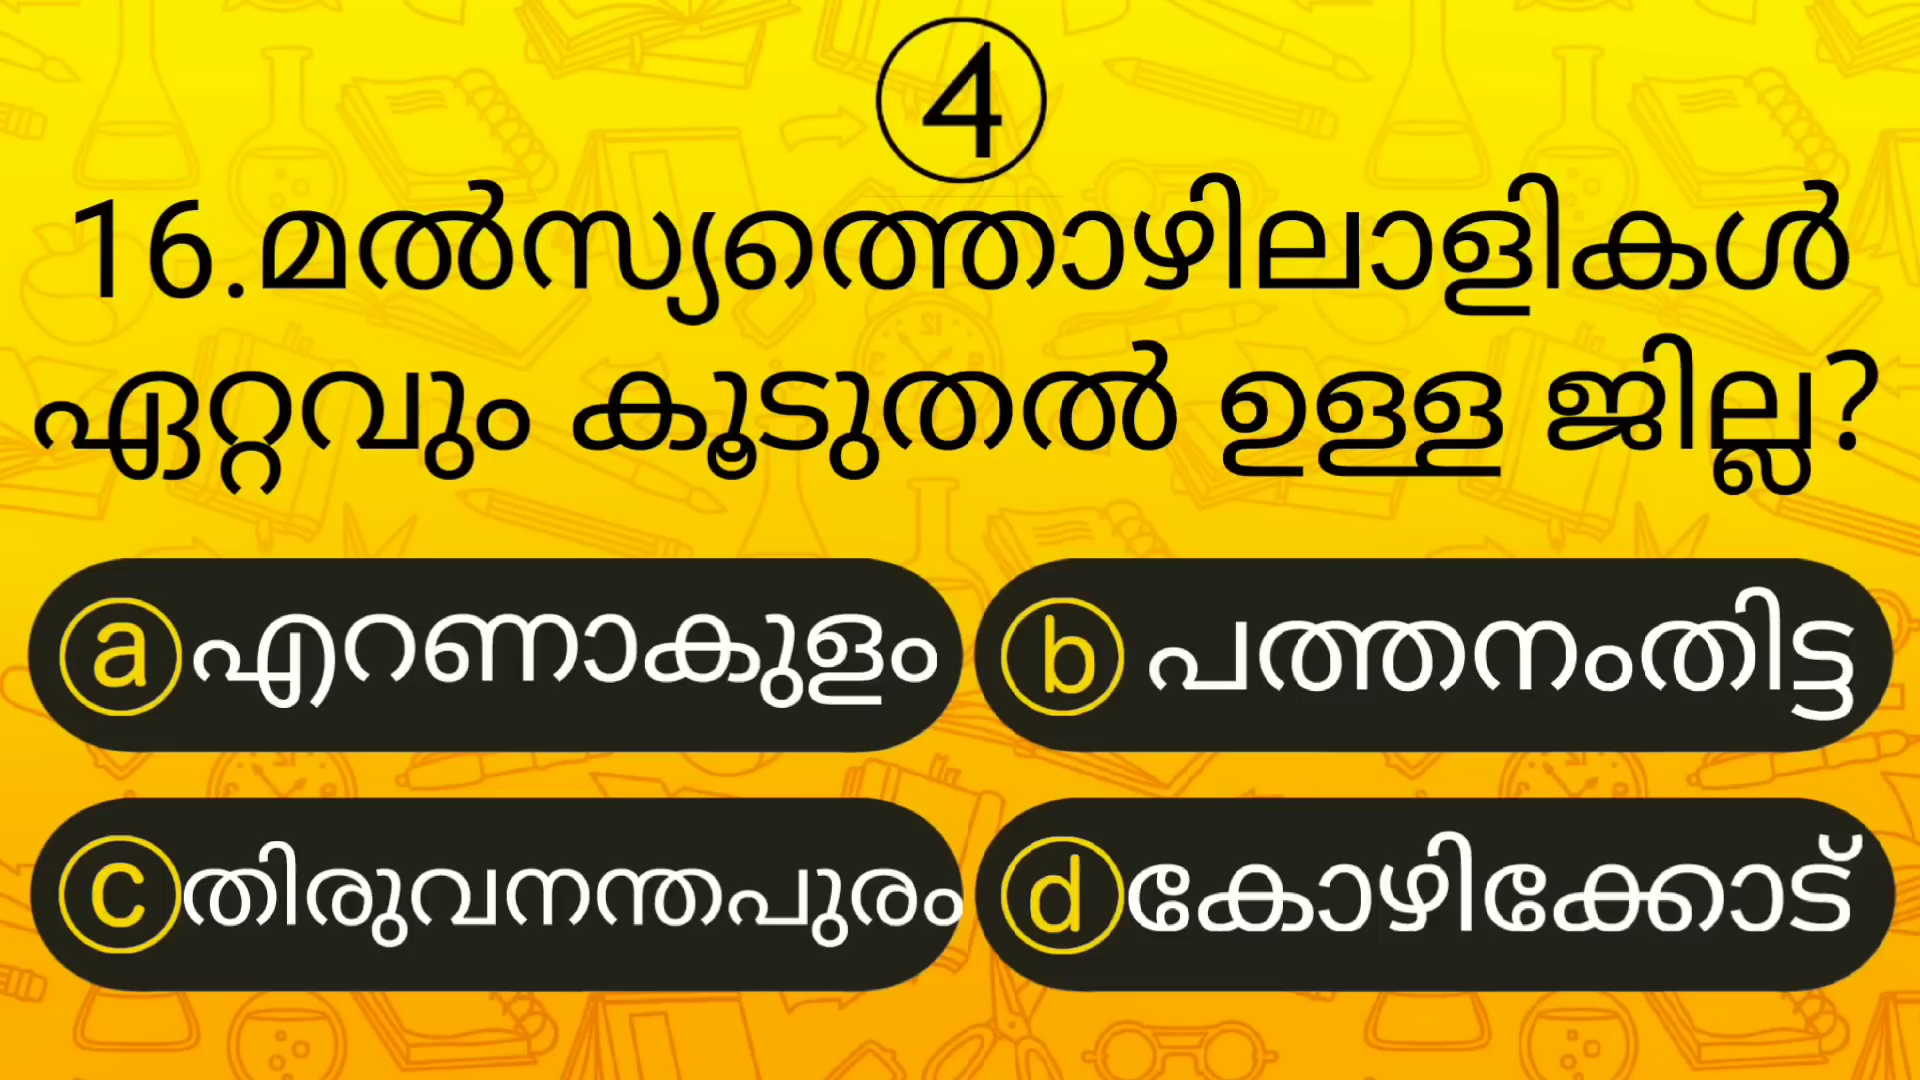 4
16.മൽസ്യത്തൊഴിലാളികൾ
ഏറ്റവും കൂടുതൽ ഉള്ള ജില്ല?
a എറണാകുളം
b പത്തനംതിട്ട
c തിരുവനന്തപുരം
d കോഴിക്കോട്